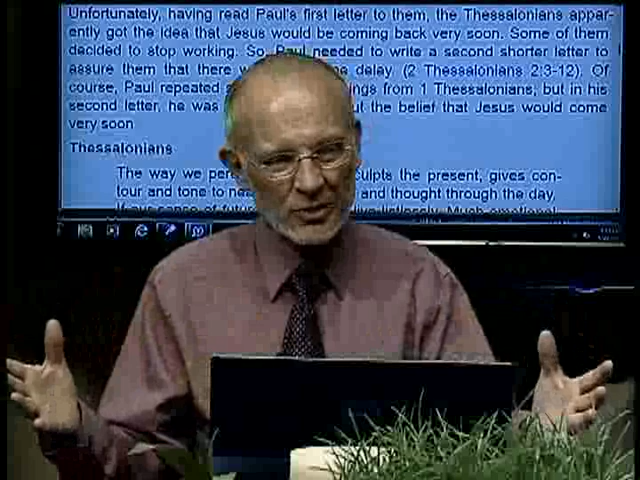 Unfortunately, having read Paul's first letter to them, the Thessalonians appar-
ently got the idea that Jesus would be coming back very soon. Some of them
decided to stop working. So, Paul needed to write a second shorter letter to
assure them that there delay. (2 Thessalonians 2:3-12). Of
course, Paul repeated from 1 Thessalonians, but in his
second letter, he was the belief that Jesus would come
very soon
Thessalonians
The way we the present, gives con-
tour and tone to and thought through the day,